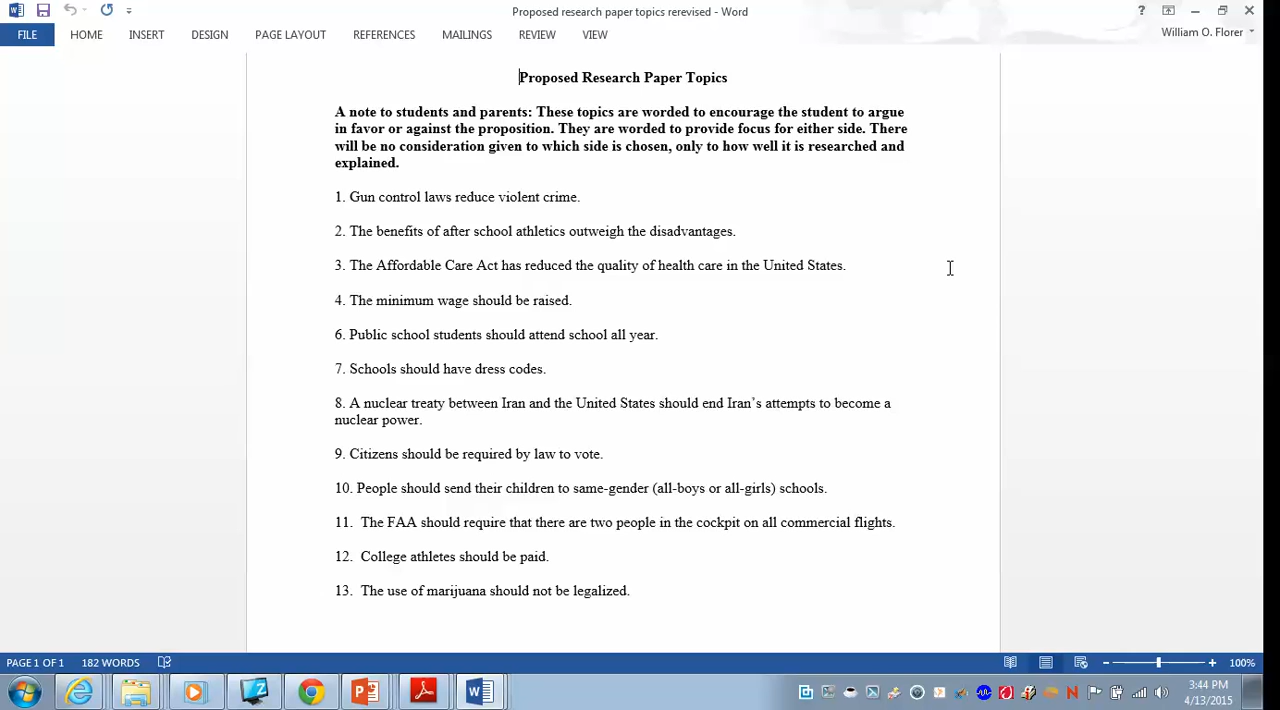 Proposed research paper topics rerevised - Word
?
FILE HOME INSERT DESIGN PAGE LAYOUT REFERENCES MAILINGS REVIEW VIEW
William O. Florer
Proposed Research Paper Topics
A note to students and parents: These topics are worded to encourage the student to argue
in favor or against the proposition. They are worded to provide focus for either side. There
will be no consideration given to which side is chosen, only to how well it is researched and
explained.
1. Gun control laws reduce violent crime.
2. The benefits of after school athletics outweigh the disadvantages.
3. The Affordable Care Act has reduced the quality of health care in the United States.
4. The minimum wage should be raised.
6. Public school students should attend school all year.
7. Schools should have dress codes.
8. A nuclear treaty between Iran and the United States should end Iran’s attempts to become a
nuclear power.
9. Citizens should be required by law to vote.
10. People should send their children to same-gender (all-boys or all-girls) schools.
11.  The FAA should require that there are two people in the cockpit on all commercial flights.
12.  College athletes should be paid.
13.  The use of marijuana should not be legalized.
PAGE 1 OF 1 182 WORDS 100%
3:44 PM
4/13/2015